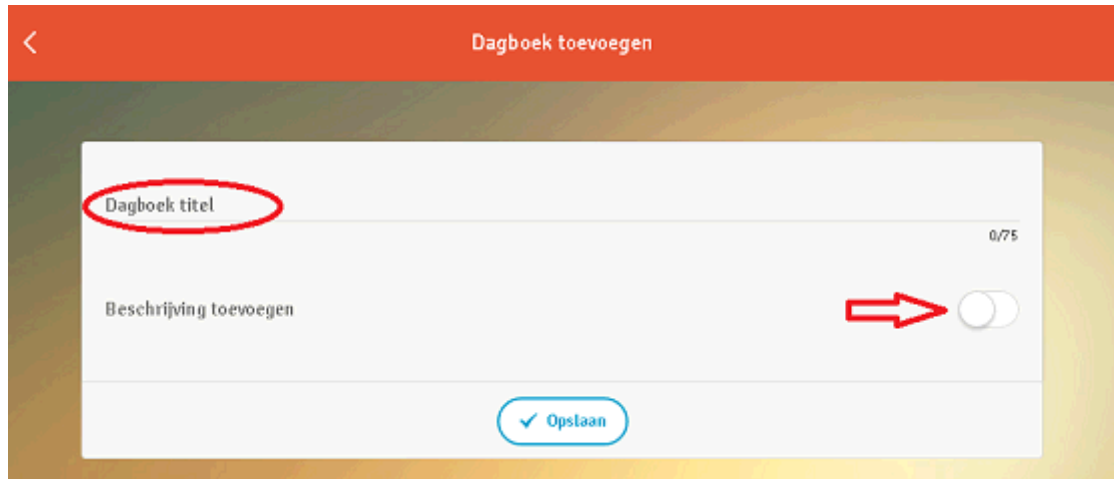 Dagboek toevoegen
Dagboek titel
0/75
Beschrijving toevoegen
Opslaan